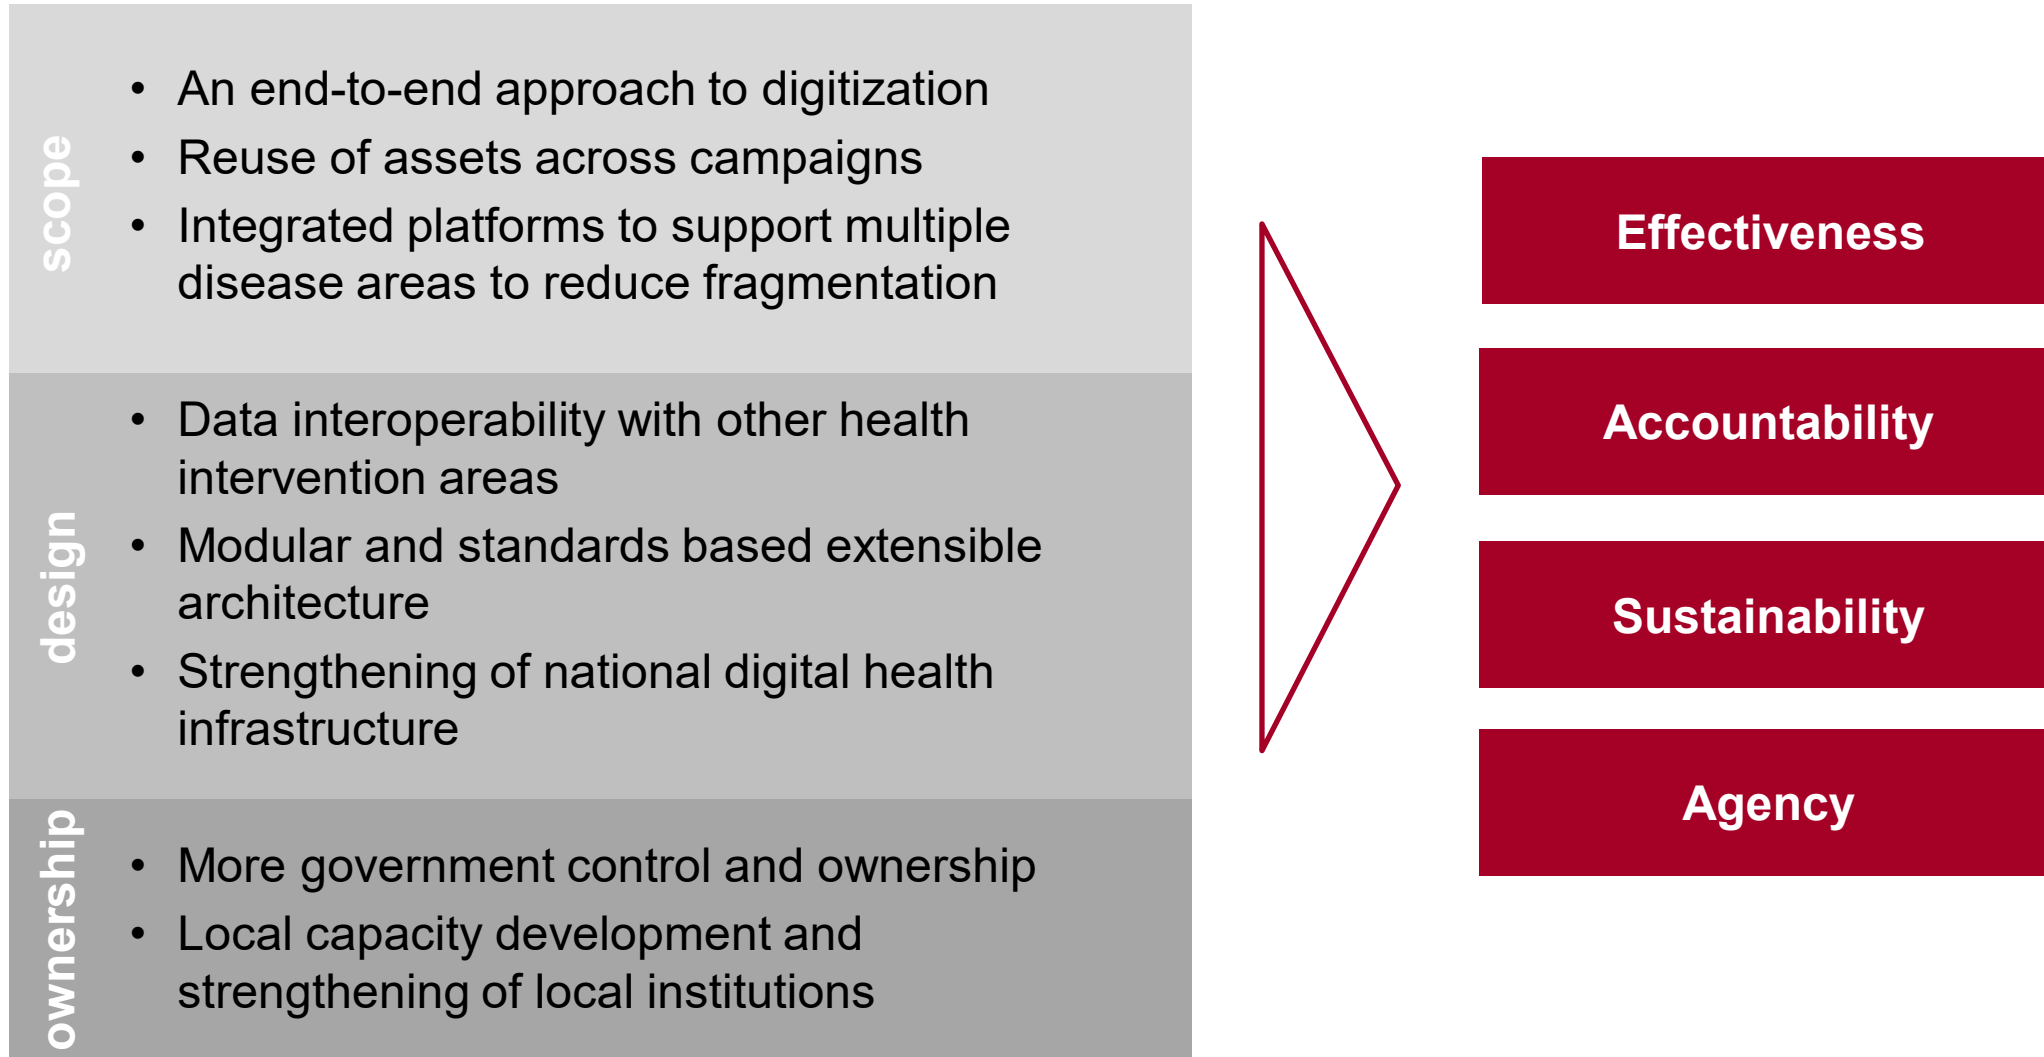 scope
• An end-to-end approach to digitization
• Reuse of assets across campaigns
• Integrated platforms to support multiple
disease areas to reduce fragmentation
design
• Data interoperability with other health
intervention areas
• Modular and standards based extensible
architecture
• Strengthening of national digital health
infrastructure
ownership
• More government control and ownership
• Local capacity development and
strengthening of local institutions
Effectiveness
Accountability
Sustainability
Agency